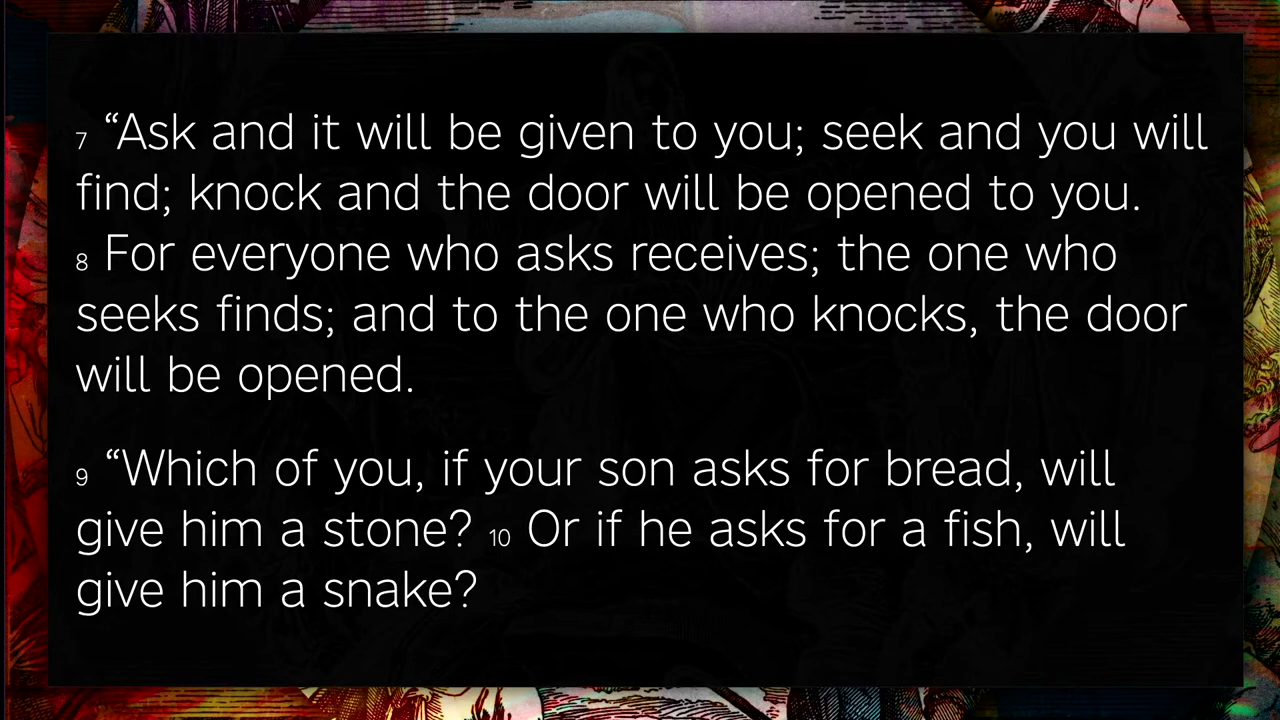 7 “Ask and it will be given to you; seek and you will
find; knock and the door will be opened to you.
8 For everyone who asks receives; the one who
seeks finds; and to the one who knocks, the door
will be opened.
9 “Which of you, if your son asks for bread, will
give him a stone? 10 Or if he asks for a fish, will
give him a snake?